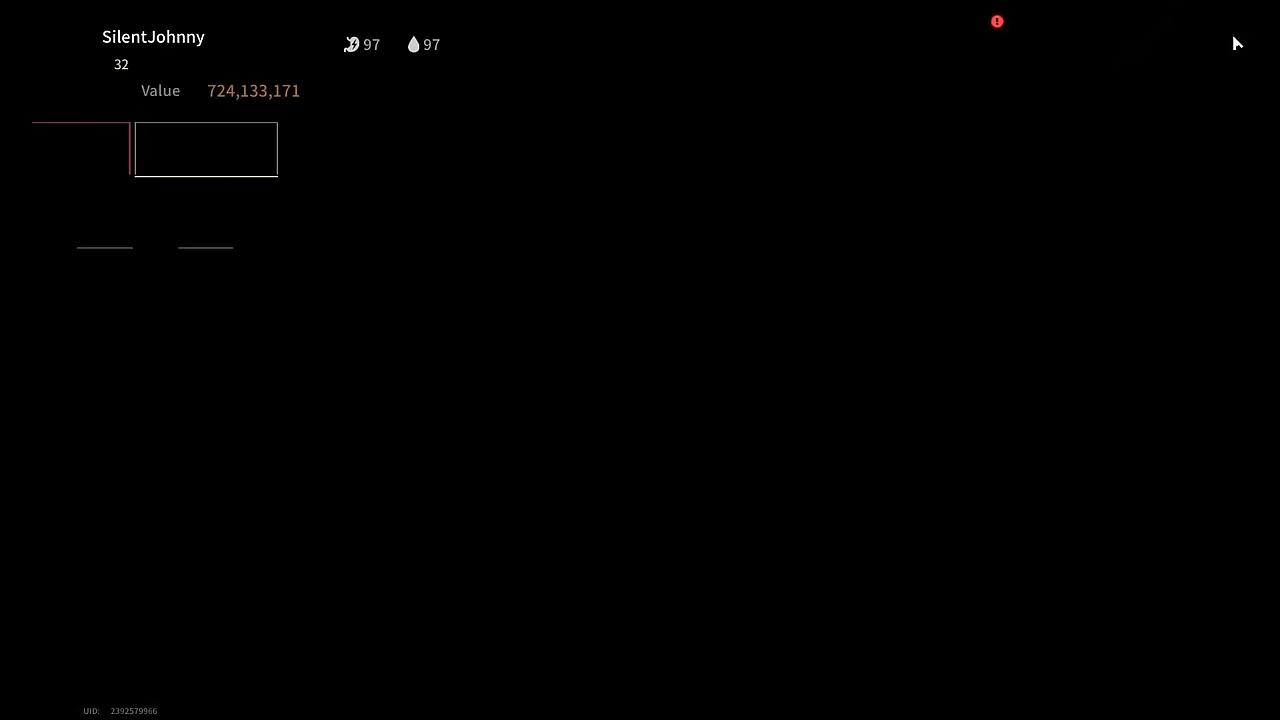 SilentJohnny
97 97
32
Value 724,133,171
UID: 2392579966